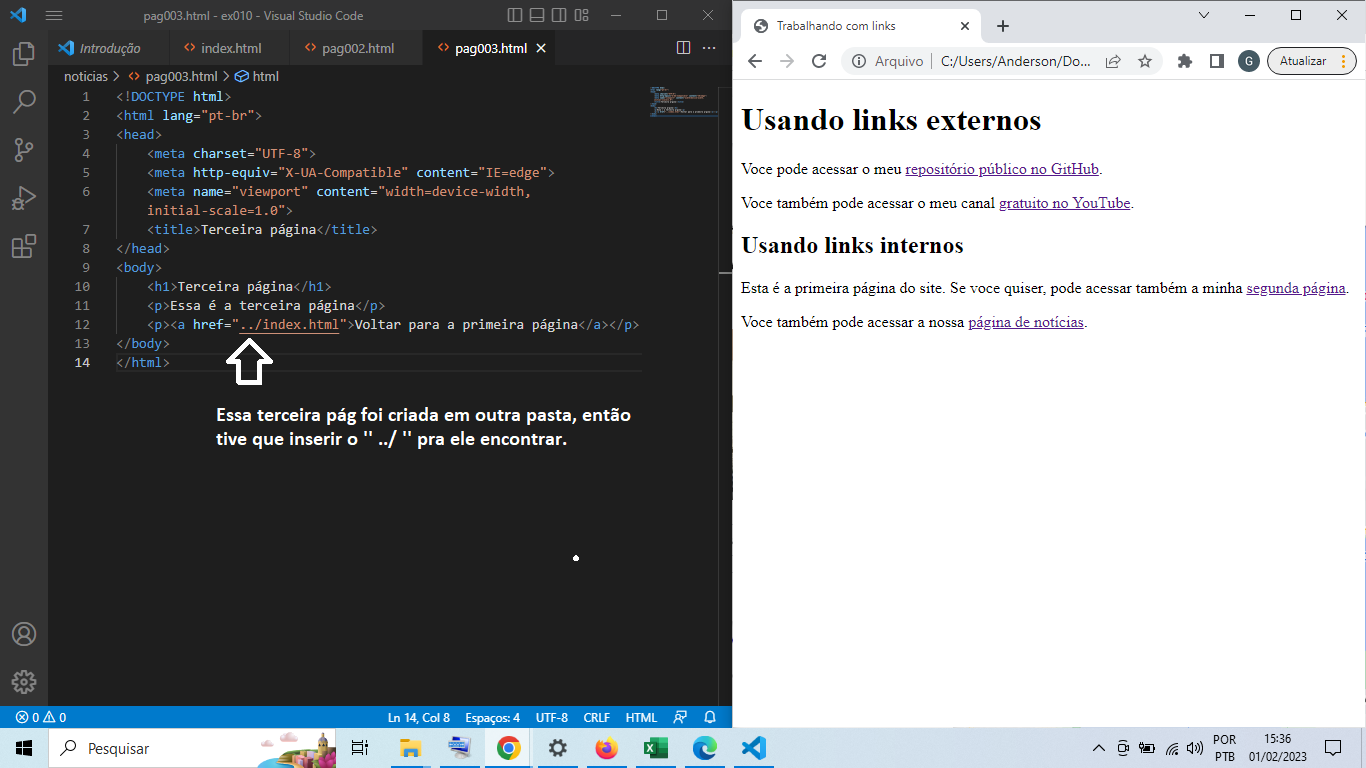 pag003.html - ex010 - Visual Studio Code
Introdução
index.html
pag002.html
pag003.html
noticias > pag003.html > html
1 <!DOCTYPE html>
2 <html lang="pt-br">
3 <head>
4 <meta charset="UTF-8">
5 <meta http-equiv="X-UA-Compatible" content="IE=edge">
6 <meta name="viewport" content="width=device-width,
initial-scale=1.0">
7 <title>Terceira página</title>
8 </head>
9 <body>
10 <h1>Terceira página</h1>
11 <p>Essa é a terceira página</p>
12 <p><a href="../index.html">Voltar para a primeira página</a></p>
13 </body>
14 </html>
Essa terceira pág foi criada em outra pasta, então
tive que inserir o '' ../ '' pra ele encontrar.
0 0
Ln 14, Col 8 Espaços: 4 UTF-8 CRLF HTML
Trabalhando com links
Arquivo | C:/Users/Anderson/Do...
G
Atualizar
Usando links externos
Voce pode acessar o meu repositório público no GitHub.
Voce também pode acessar o meu canal gratuito no YouTube.
Usando links internos
Esta é a primeira página do site. Se voce quiser, pode acessar também a minha segunda página.
Voce também pode acessar a nossa página de notícias.
Pesquisar
POR
PTB
15:36
01/02/2023